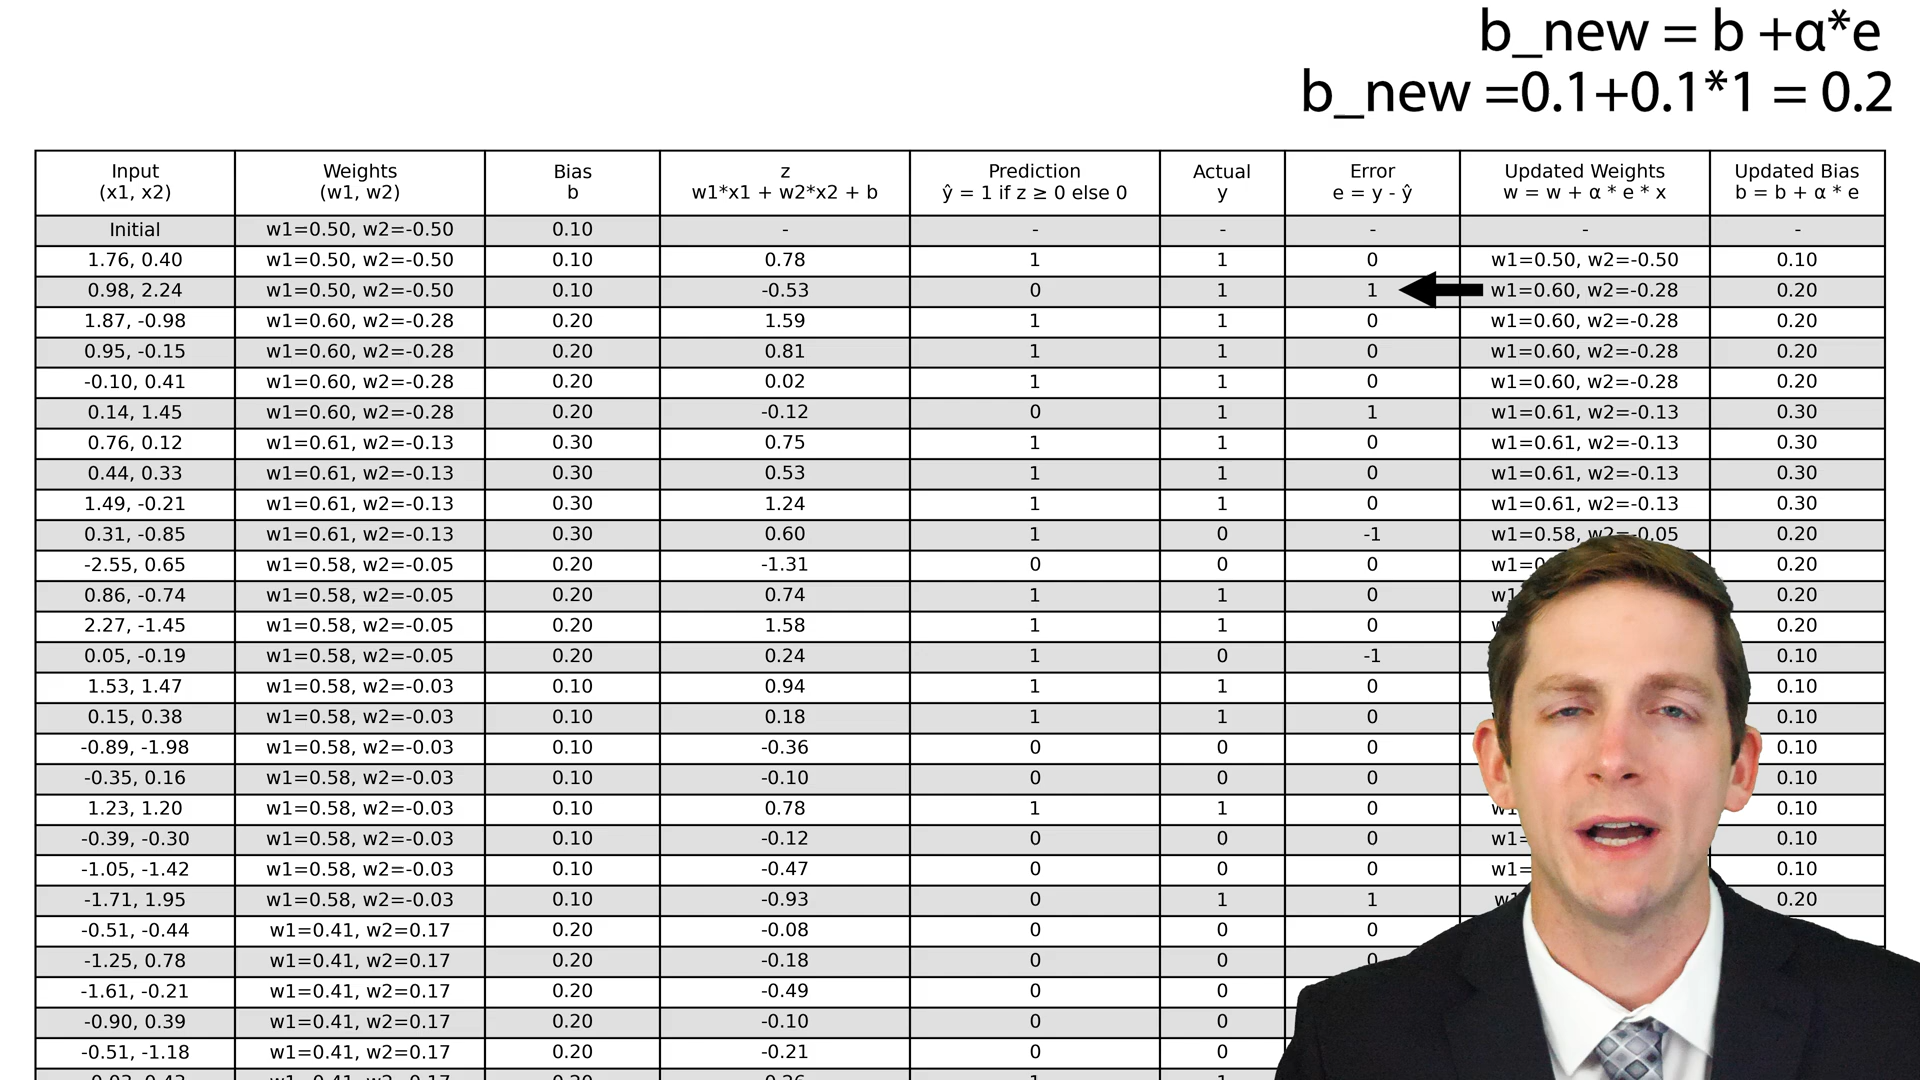 b_new = b +α*e
b_new =0.1+0.1*1 = 0.2
Input Weights Bias z Prediction Actual Error Updated Weights Updated Bias
(x1, x2) (w1, w2) b w1*x1 + w2*x2 + b ŷ = 1 if z ≥ 0 else 0 y e = y - ŷ w = w + α * e * x b = b + α * e
Initial w1=0.50, w2=-0.50 0.10 - - - - - -
1.76, 0.40 w1=0.50, w2=-0.50 0.10 0.78 1 1 0 w1=0.50, w2=-0.50 0.10
0.98, 2.24 w1=0.50, w2=-0.50 0.10 -0.53 0 1 1 w1=0.60, w2=-0.28 0.20
1.87, -0.98 w1=0.60, w2=-0.28 0.20 1.59 1 1 0 w1=0.60, w2=-0.28 0.20
0.95, -0.15 w1=0.60, w2=-0.28 0.20 0.81 1 1 0 w1=0.60, w2=-0.28 0.20
-0.10, 0.41 w1=0.60, w2=-0.28 0.20 0.02 1 1 0 w1=0.60, w2=-0.28 0.20
0.14, 1.45 w1=0.60, w2=-0.28 0.20 -0.12 0 1 1 w1=0.61, w2=-0.13 0.30
0.76, 0.12 w1=0.61, w2=-0.13 0.30 0.75 1 1 0 w1=0.61, w2=-0.13 0.30
0.44, 0.33 w1=0.61, w2=-0.13 0.30 0.53 1 1 0 w1=0.61, w2=-0.13 0.30
1.49, -0.21 w1=0.61, w2=-0.13 0.30 1.24 1 1 0 w1=0.61, w2=-0.13 0.30
0.31, -0.85 w1=0.61, w2=-0.13 0.30 0.60 1 0 -1 w1=0.58, w2=-0.05 0.20
-2.55, 0.65 w1=0.58, w2=-0.05 0.20 -1.31 0 0 0 0.20
0.86, -0.74 w1=0.58, w2=-0.05 0.20 0.74 1 1 0 0.20
2.27, -1.45 w1=0.58, w2=-0.05 0.20 1.58 1 1 0 0.20
0.05, -0.19 w1=0.58, w2=-0.05 0.20 0.24 1 0 -1 0.10
1.53, 1.47 w1=0.58, w2=-0.03 0.10 0.94 1 1 0 0.10
0.15, 0.38 w1=0.58, w2=-0.03 0.10 0.18 1 1 0 0.10
-0.89, -1.98 w1=0.58, w2=-0.03 0.10 -0.36 0 0 0 0.10
-0.35, 0.16 w1=0.58, w2=-0.03 0.10 -0.10 0 0 0 0.10
1.23, 1.20 w1=0.58, w2=-0.03 0.10 0.78 1 1 0 0.10
-0.39, -0.30 w1=0.58, w2=-0.03 0.10 -0.12 0 0 0 w1= 0.10
-1.05, -1.42 w1=0.58, w2=-0.03 0.10 -0.47 0 0 0 w1= 0.10
-1.71, 1.95 w1=0.58, w2=-0.03 0.10 -0.93 0 1 1 0.20
-0.51, -0.44 w1=0.41, w2=0.17 0.20 -0.08 0 0 0
-1.25, 0.78 w1=0.41, w2=0.17 0.20 -0.18 0 0 0
-1.61, -0.21 w1=0.41, w2=0.17 0.20 -0.49 0 0
-0.90, 0.39 w1=0.41, w2=0.17 0.20 -0.10 0 0
-0.51, -1.18 w1=0.41, w2=0.17 0.20 -0.21 0 0